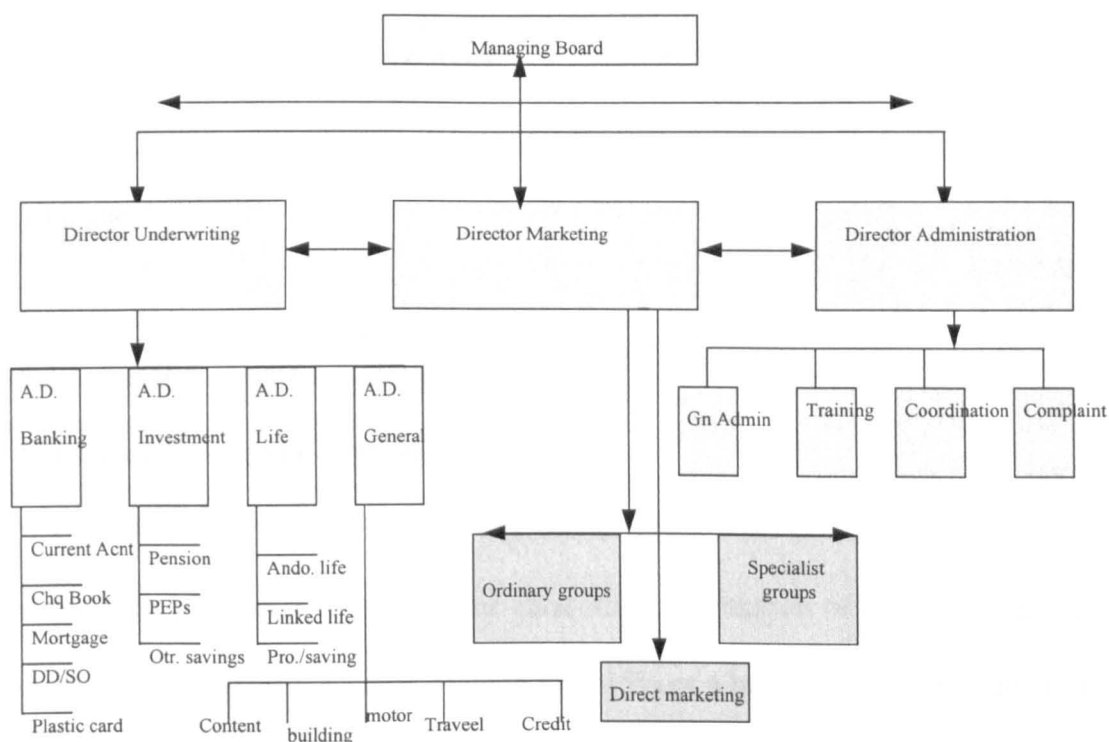 Managing Board
Director Underwriting
Director Marketing
Director Administration
A.D.
Banking
A.D.
Investment
A.D.
Life
A.D.
General
Gn Admin
Training
Coordination
Complaint
Current Acnt
Chq Book
Mortgage
DD/SO
Plastic card
Pension
PEPs
Otr. savings
Ando. life
Linked life
Pro./saving
Content
building
motor
Traveel
Credit
Ordinary groups
Specialist
groups
Direct marketing